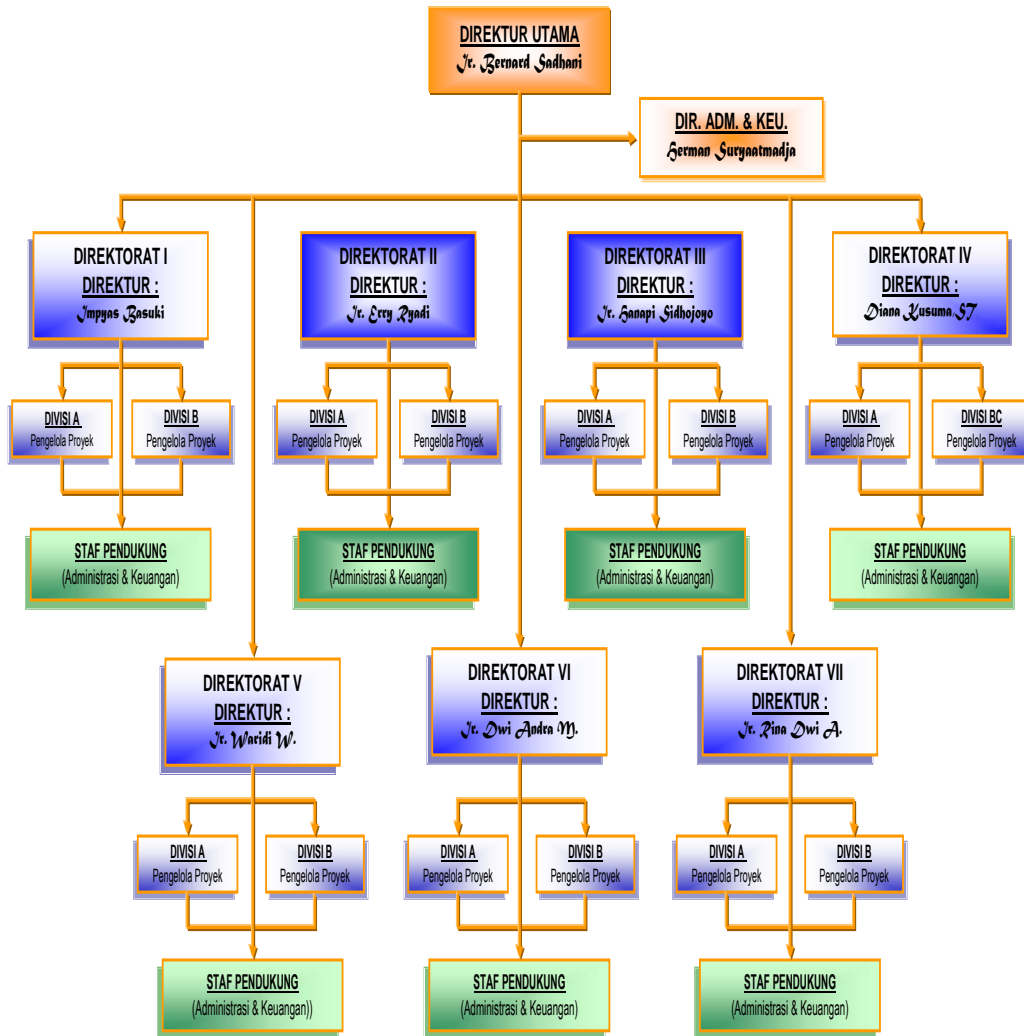 DIREKTUR UTAMA
Ir. Bernard Sadhani
DIR. ADM. & KEU.
Herman Suryaatmadja
DIREKTORAT I
DIREKTUR :
Impyas Basuki
DIREKTORAT II
DIREKTUR :
Ir. Erry Ryadi
DIREKTORAT III
DIREKTUR :
Ir. Hanapi Sidhojoyo
DIREKTORAT IV
DIREKTUR :
Diana Kusuma,ST
DIVISI A
Pengelola Proyek
DIVISI B
Pengelola Proyek
DIVISI A
Pengelola Proyek
DIVISI B
Pengelola Proyek
DIVISI A
Pengelola Proyek
DIVISI B
Pengelola Proyek
DIVISI A
Pengelola Proyek
DIVISI BC
Pengelola Proyek
STAF PENDUKUNG
(Administrasi & Keuangan)
STAF PENDUKUNG
(Administrasi & Keuangan)
STAF PENDUKUNG
(Administrasi & Keuangan)
STAF PENDUKUNG
(Administrasi & Keuangan)
DIREKTORAT V
DIREKTUR :
Ir. Waridi W.
DIREKTORAT VI
DIREKTUR :
Ir. Dwi Andra M.
DIREKTORAT VII
DIREKTUR :
Ir. Rina Dwi A.
DIVISI A
Pengelola Proyek
DIVISI B
Pengelola Proyek
DIVISI A
Pengelola Proyek
DIVISI B
Pengelola Proyek
DIVISI A
Pengelola Proyek
DIVISI B
Pengelola Proyek
STAF PENDUKUNG
(Administrasi & Keuangan))
STAF PENDUKUNG
(Administrasi & Keuangan)
STAF PENDUKUNG
(Administrasi & Keuangan)